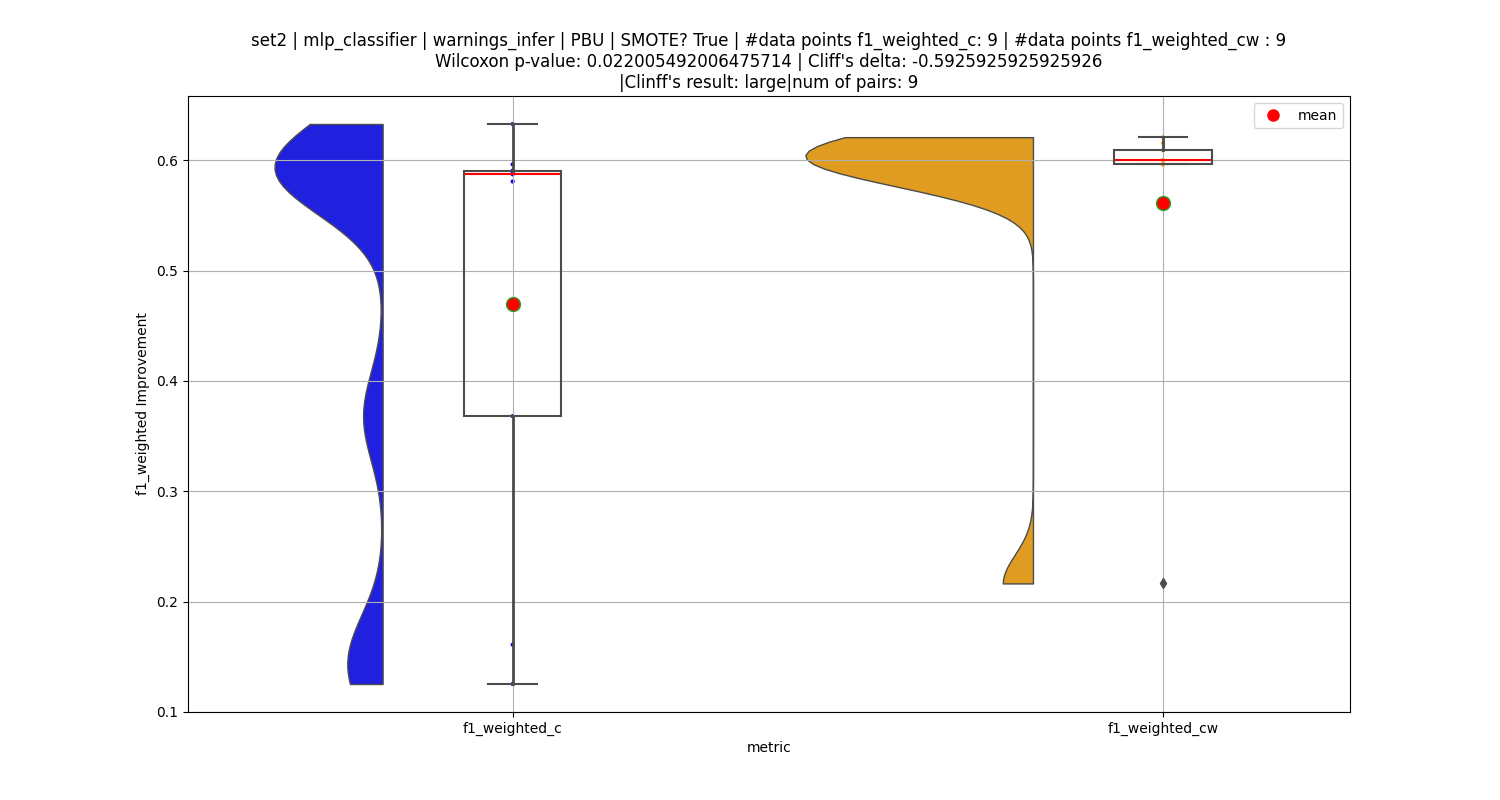 set2 | mlp_classifier | warnings_infer | PBU | SMOTE? True | #data points f1_weighted_c: 9 | #data points f1_weighted_cw : 9
Wilcoxon p-value: 0.022005492006475714 | Cliff's delta: -0.5925925925925926
|Clinff's result: large|num of pairs: 9
mean
0.6
0.5
0.4
0.3
0.2
0.1
f1_weighted Improvement
f1_weighted_c
f1_weighted_cw
metric